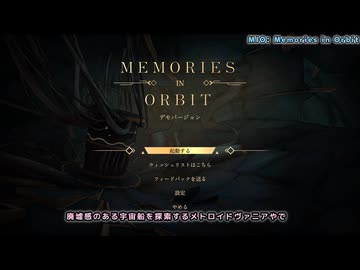 MIO: Memories in Orbit
MEMORIES
IN
ORBIT
デモバージョン
起動する
ウィッシュリストはこちら
フィードバックを送る
設定
やめる
廃墟感のある宇宙船を探索するメトロイドヴァニアやで